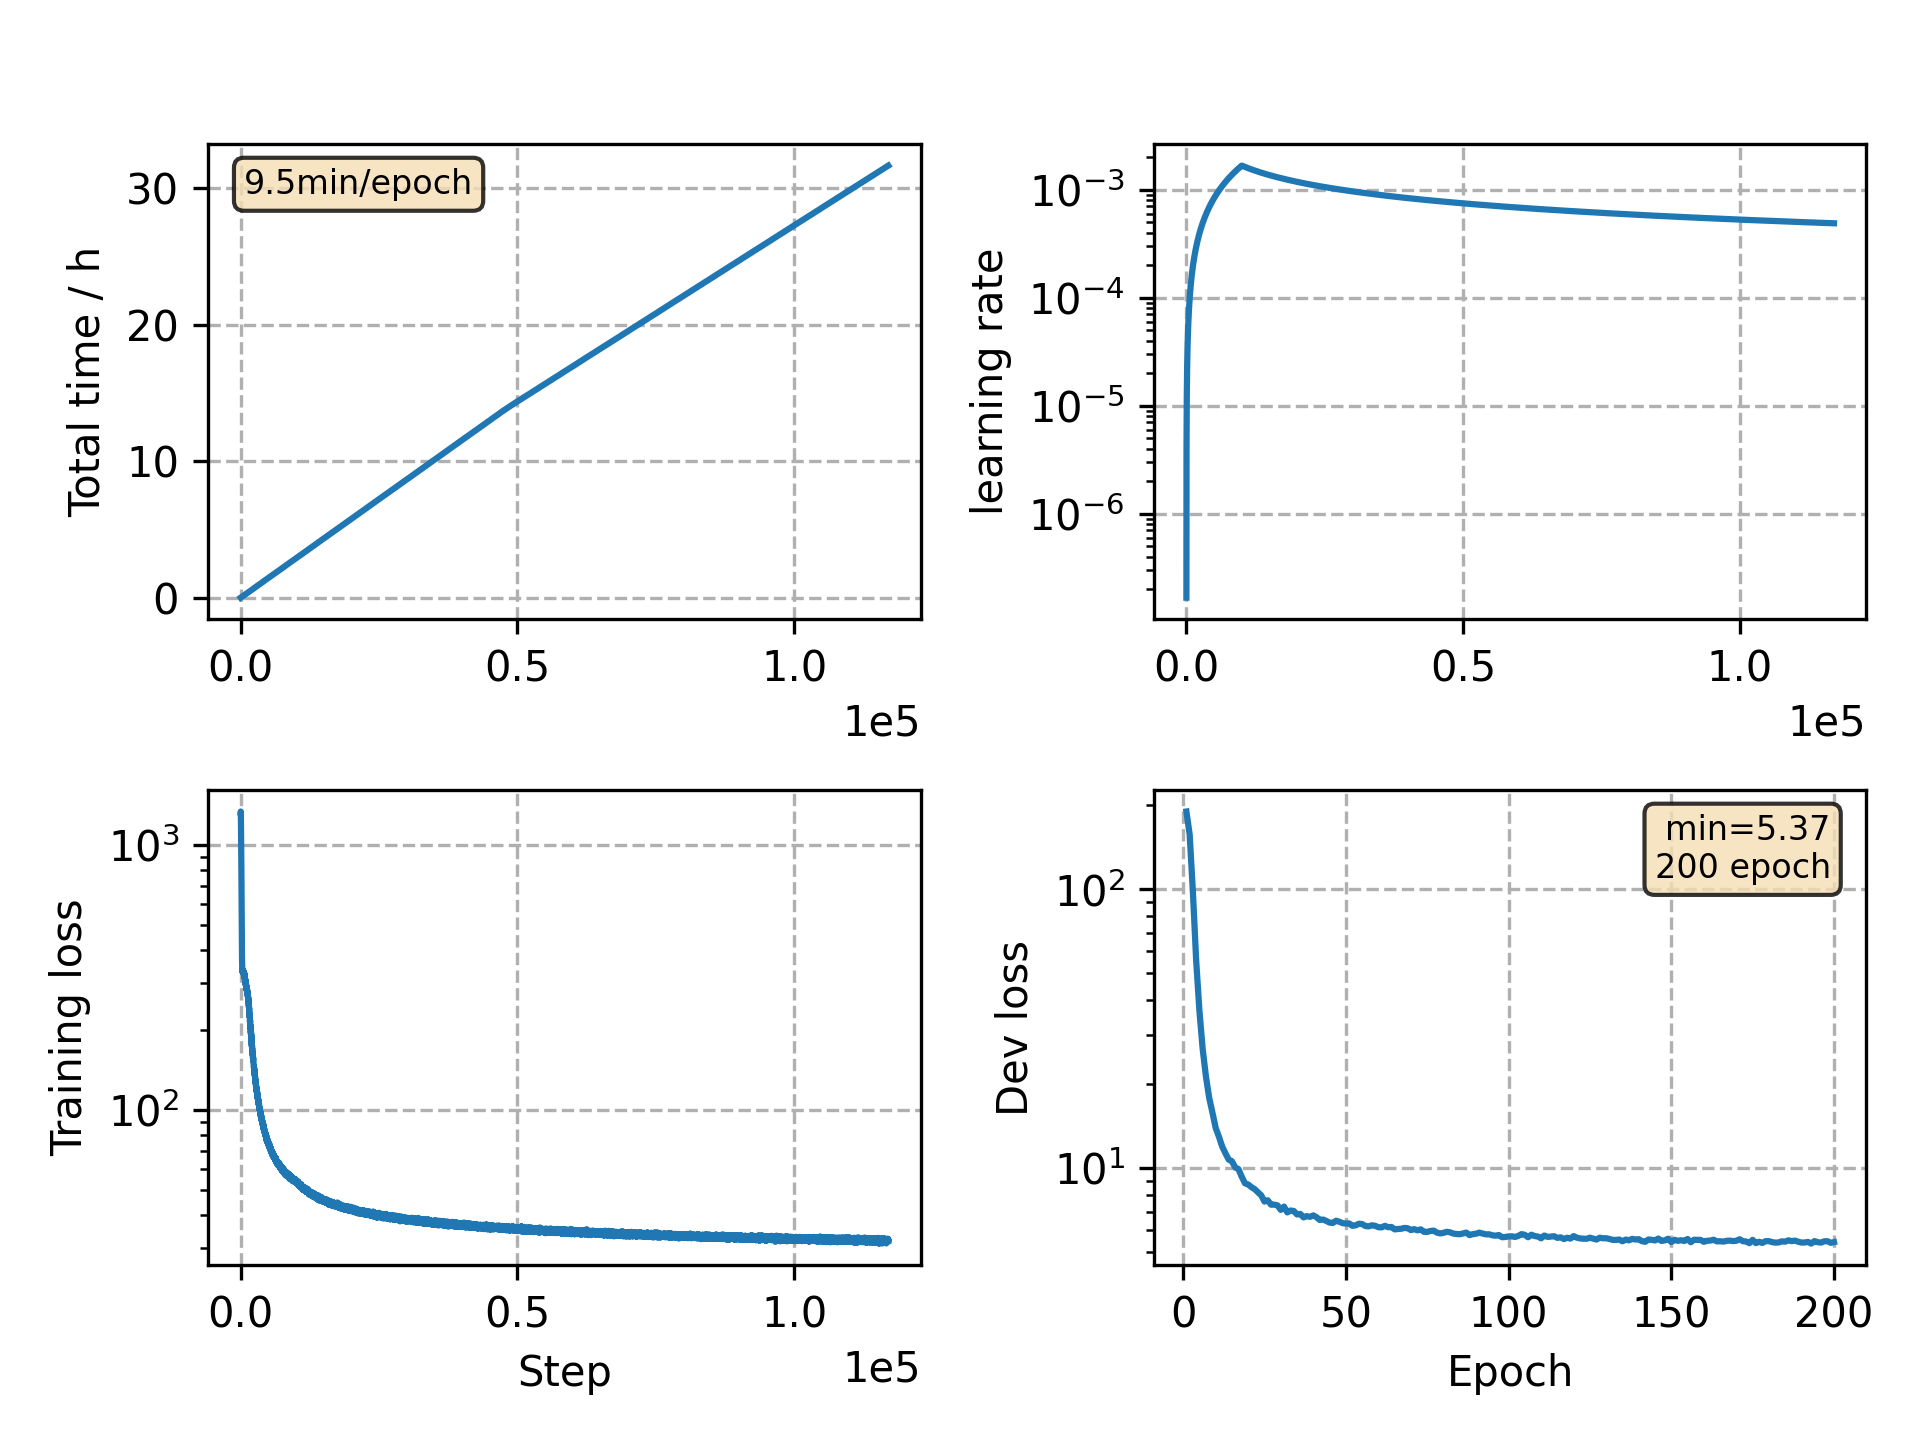 9.5min/epoch
Total time / h
30
20
10
0
0.0 0.5 1.0
1e5
learning rate
10⁻³
10⁻⁴
10⁻⁵
10⁻⁶
0.0 0.5 1.0
1e5
Training loss
10³
10²
0.0 0.5 1.0
Step
1e5
min=5.37
200 epoch
Dev loss
10²
10¹
0 50 100 150 200
Epoch